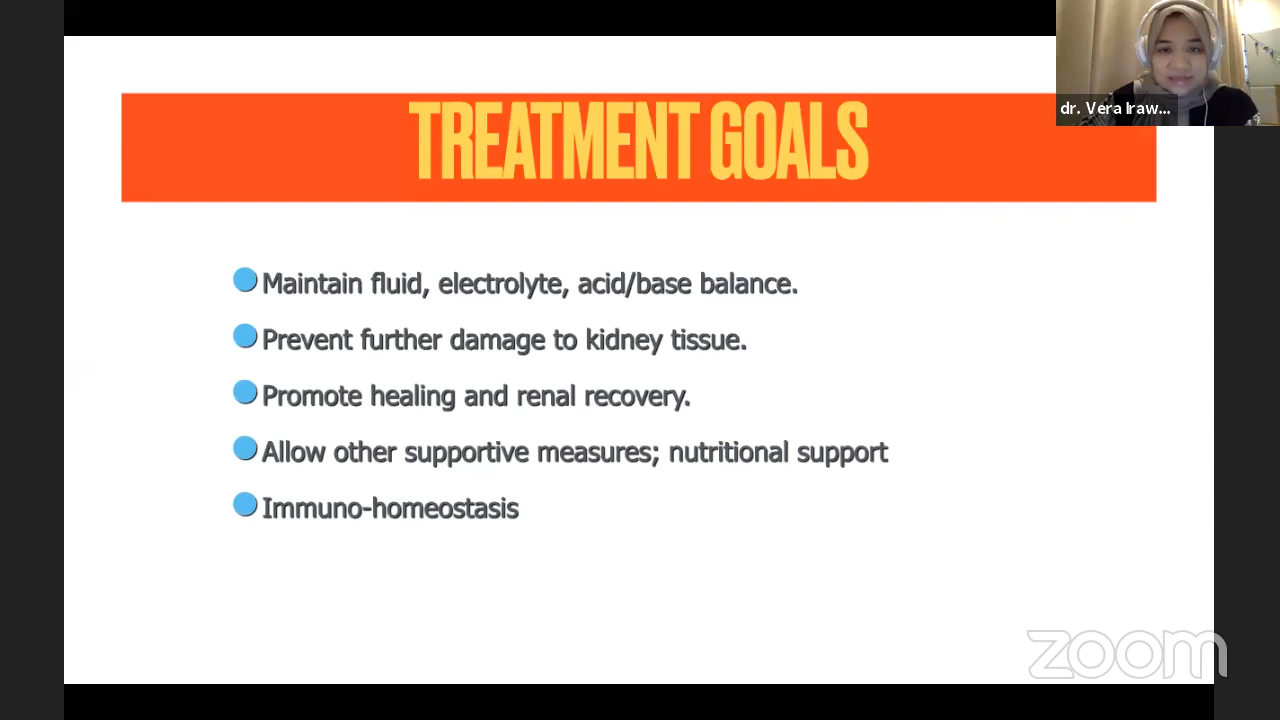 TREATMENT GOALS
dr. Vera Iraw...
Maintain fluid, electrolyte, acid/base balance.
Prevent further damage to kidney tissue.
Promote healing and renal recovery.
Allow other supportive measures; nutritional support
Immuno-homeostasis
zoom